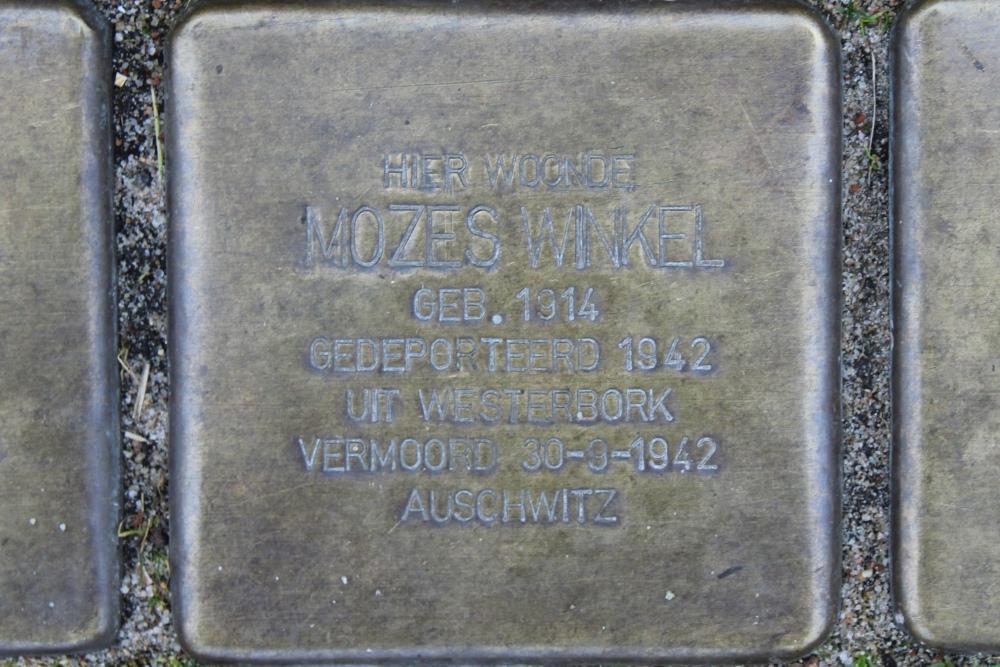 HIER WOONDE
MOZES WINKEL
GEB. 1914
GEDEPORTEERD 1942
UIT WESTERBORK
VERMOORD 30-9-1942
AUSCHWITZ